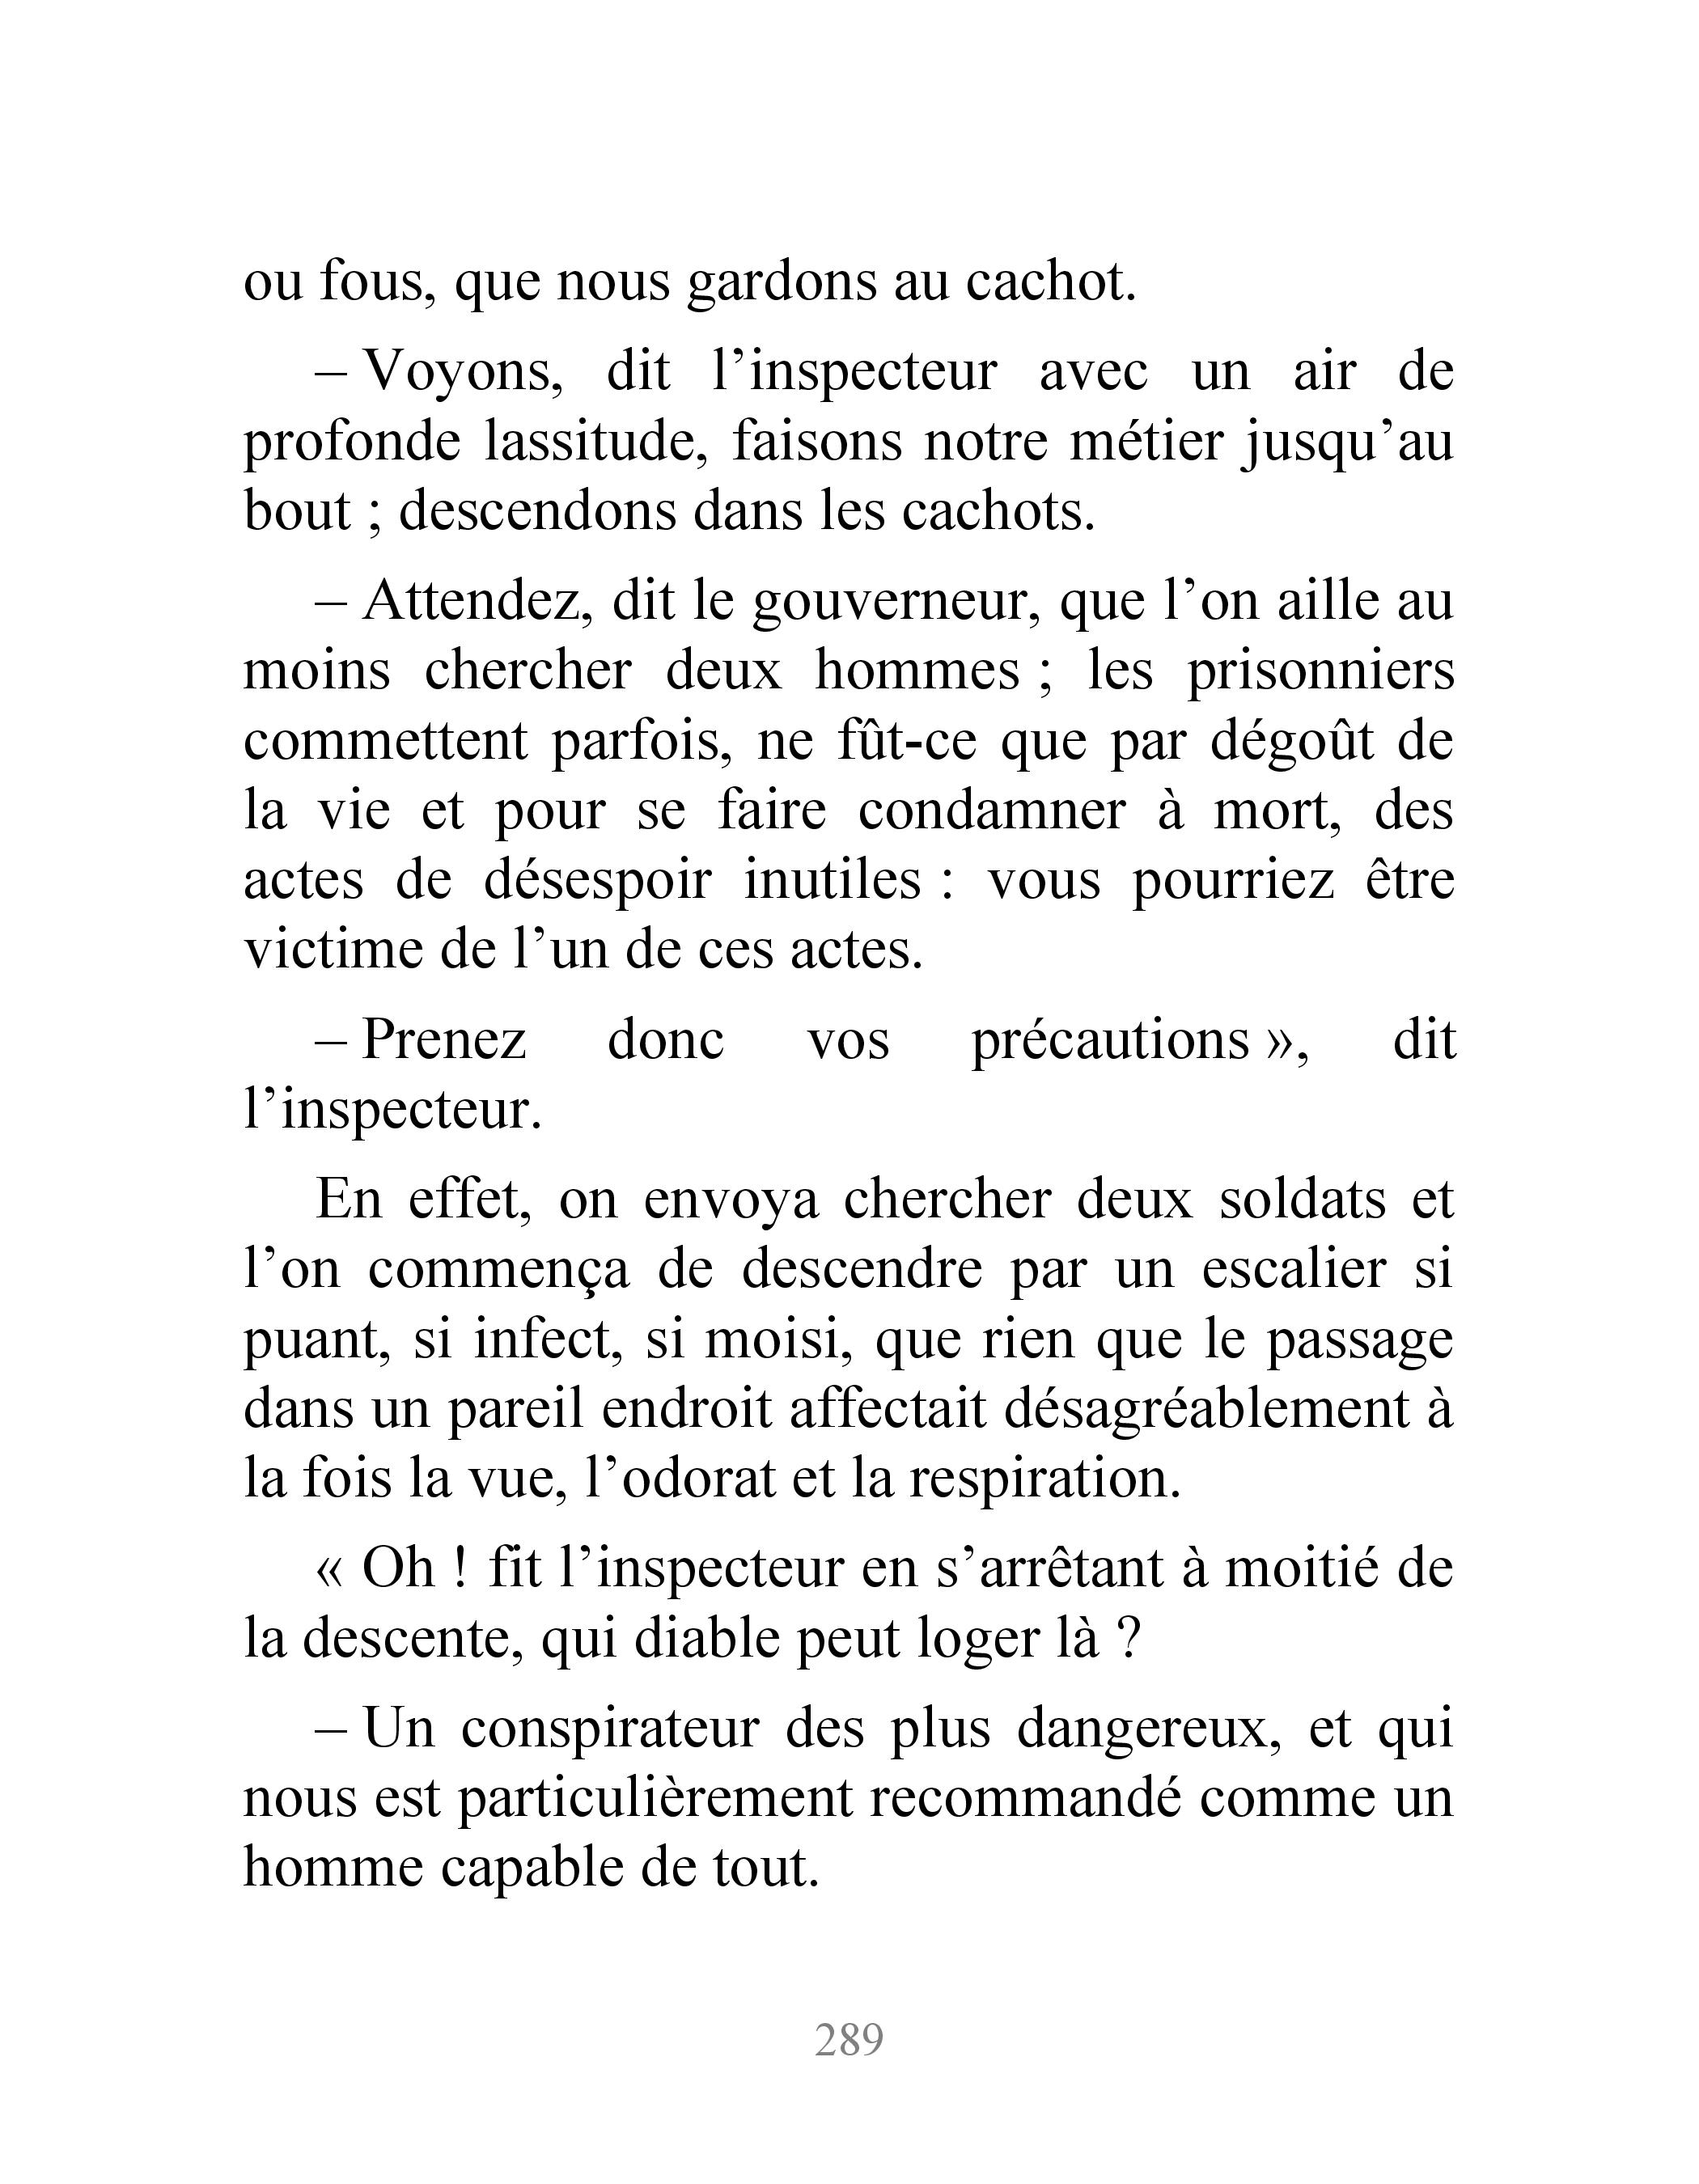 ou fous, que nous gardons au cachot.
– Voyons, dit l’inspecteur avec un air de
profonde lassitude, faisons notre métier jusqu’au
bout ; descendons dans les cachots.
– Attendez, dit le gouverneur, que l’on aille au
moins chercher deux hommes ; les prisonniers
commettent parfois, ne fût-ce que par dégoût de
la vie et pour se faire condamner à mort, des
actes de désespoir inutiles : vous pourriez être
victime de l’un de ces actes.
– Prenez donc vos précautions », dit
l’inspecteur.
En effet, on envoya chercher deux soldats et
l’on commença de descendre par un escalier si
puant, si infect, si moisi, que rien que le passage
dans un pareil endroit affectait désagréablement à
la fois la vue, l’odorat et la respiration.
« Oh ! fit l’inspecteur en s’arrêtant à moitié de
la descente, qui diable peut loger là ?
– Un conspirateur des plus dangereux, et qui
nous est particulièrement recommandé comme un
homme capable de tout.
289